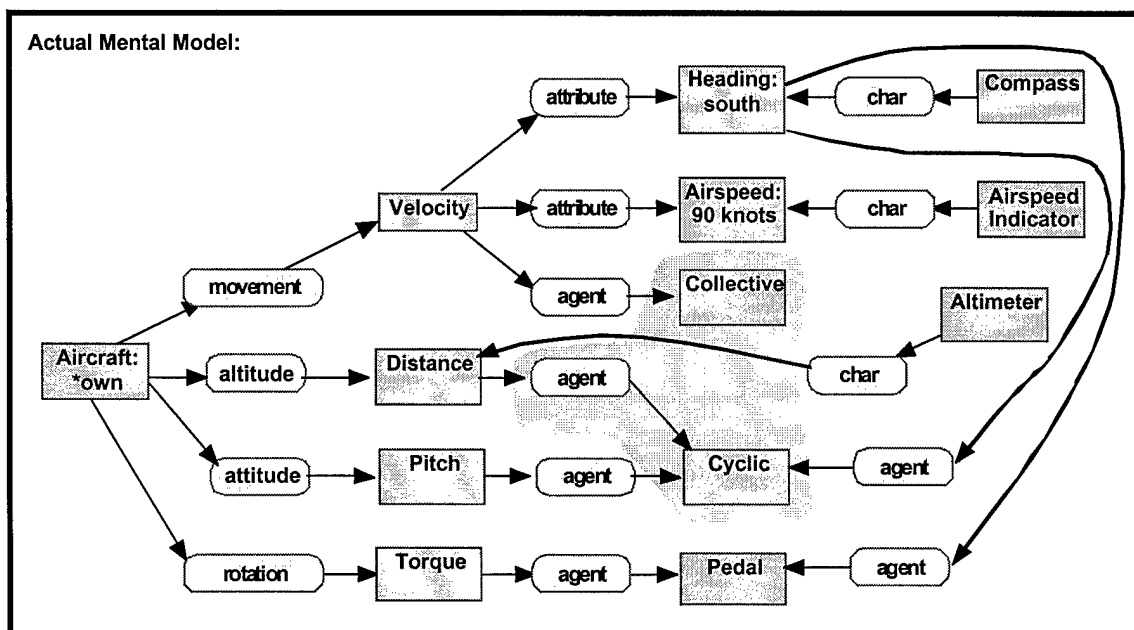 Actual Mental Model:
attribute
Heading:
south
char
Compass
Velocity
attribute
Airspeed:
90 knots
char
Airspeed
Indicator
movement
agent
Collective
Altimeter
Aircraft:
*own
altitude
Distance
agent
char
attitude
Pitch
agent
Cyclic
agent
rotation
Torque
agent
Pedal
agent